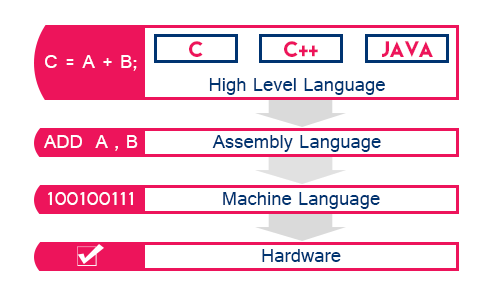 C = A + B;
C C++ JAVA
High Level Language
ADD A , B
Assembly Language
100100111
Machine Language
Hardware